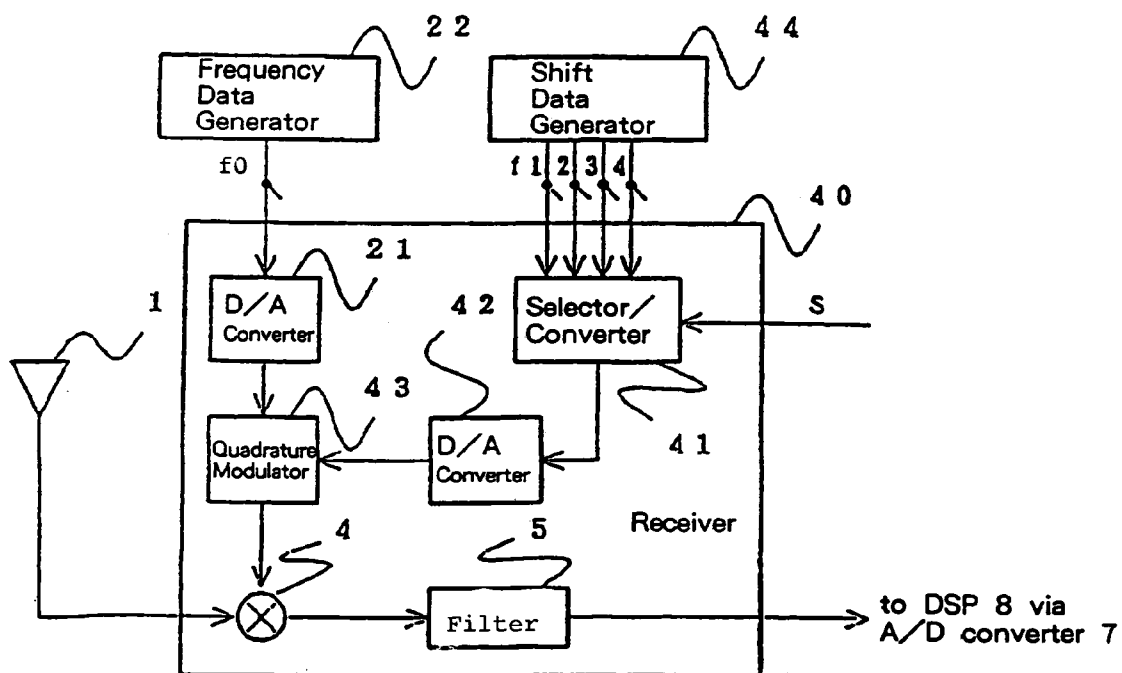 22
44
Frequency
Data
Generator
Shift
Data
Generator
f0
f1 2 3 4
40
21
1
D/A
Converter
42
Selector/
Converter
S
43
Quadrature
Modulator
D/A
Converter
41
Receiver
4
5
Filter
to DSP 8 via
A/D converter 7